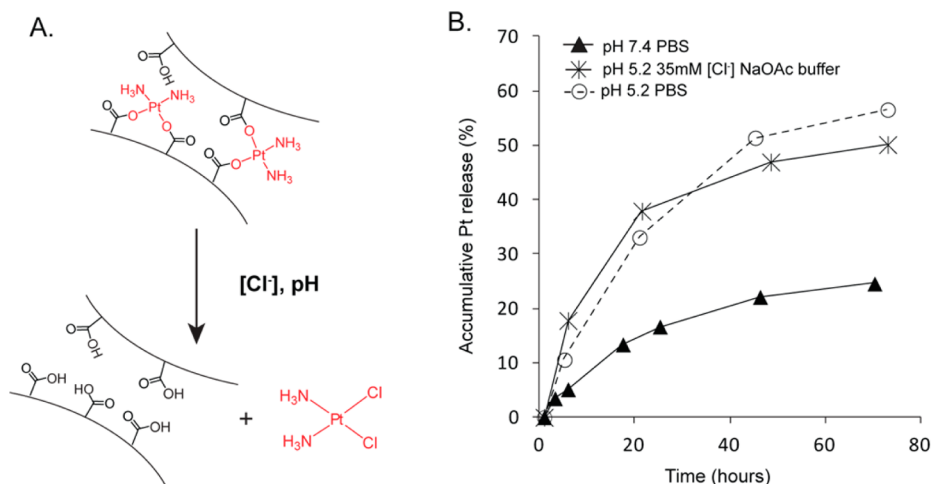 A.
O
OH
H₃N
NH₃
Pt
O
O
O
O
O
O
O
Pt
NH₃
NH₃
[Cl⁻], pH
O
OH
O
OH
O
OH
HO
O
O
OH
+
H₃N
Cl
Pt
H₃N
Cl
B.
pH 7.4 PBS
pH 5.2 35mM [Cl⁻] NaOAc buffer
pH 5.2 PBS
Accumulative Pt release (%)
70
60
50
40
30
20
10
0
0 20 40 60 80
Time (hours)